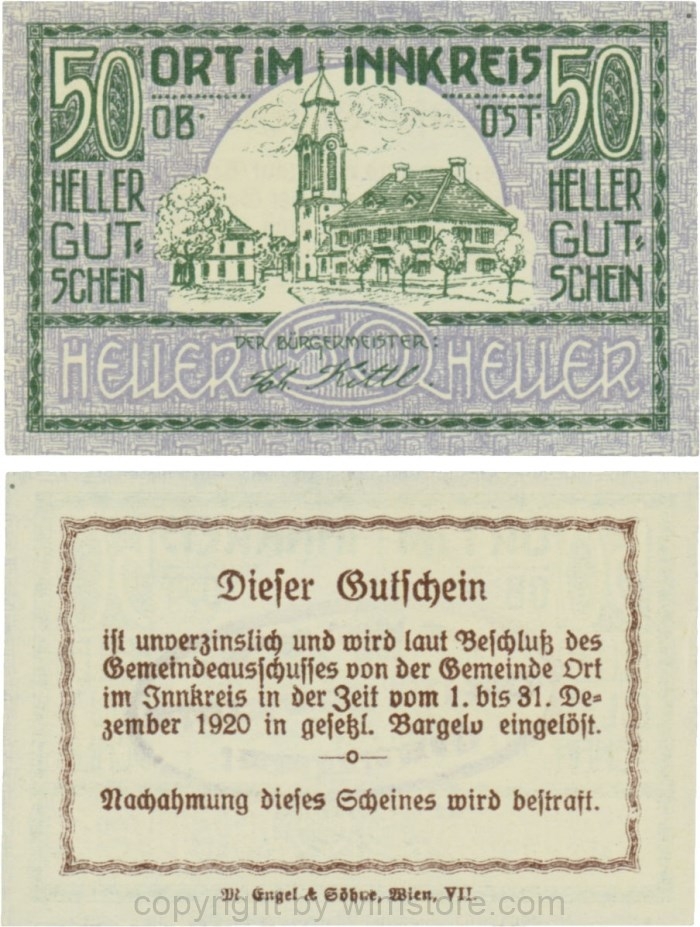 50 ORT iM iNNKREiS 50
OB· ÖST·
HELLER
GUT=
SCHEiN
HELLER
GUT=
SCHEiN
DER BÜRGERMEISTER:
HELLER 50 HELLER
Joh. Kittl.
Dieser Gutschein
ist unverzinslich und wird laut Beschluß des
Gemeindeausschusses von der Gemeinde Ort
im Innkreis in der Zeit vom 1. bis 31. De=
zember 1920 in gesetzl. Bargeld eingelöst.
Nachahmung dieses Scheines wird bestraft.
M. Engel & Söhne, Wien, VII.
copyright by wimstore.com